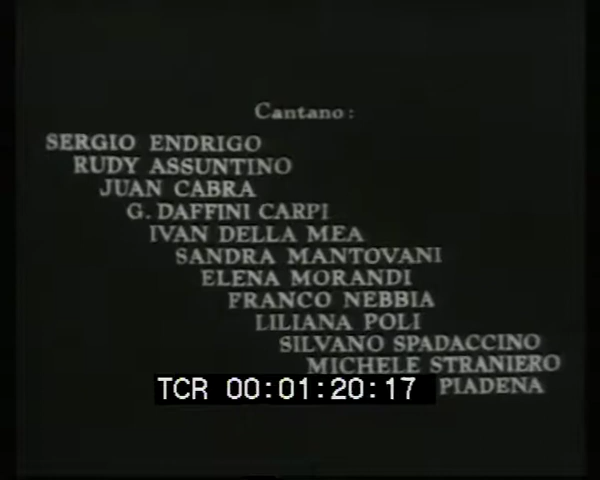 Cantano:
SERGIO ENDRIGO
RUDY ASSUNTINO
JUAN CABRA
G. DAFFINI CARPI
IVAN DELLA MEA
SANDRA MANTOVANI
ELENA MORANDI
FRANCO NEBBIA
LILIANA POLI
SILVANO SPADACCINO
MICHELE STRANIERO
PIADENA
TCR 00:01:20:17